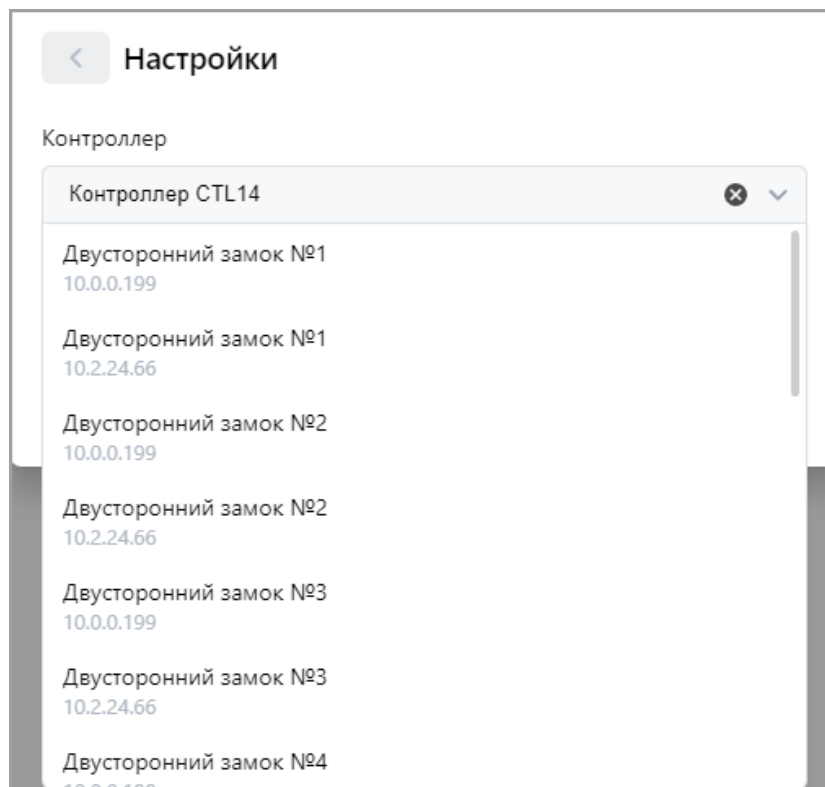 Настройки
Контроллер
Контроллер CTL14
Двусторонний замок №1
10.0.0.199
Двусторонний замок №1
10.2.24.66
Двусторонний замок №2
10.0.0.199
Двусторонний замок №2
10.2.24.66
Двусторонний замок №3
10.0.0.199
Двусторонний замок №3
10.2.24.66
Двусторонний замок №4